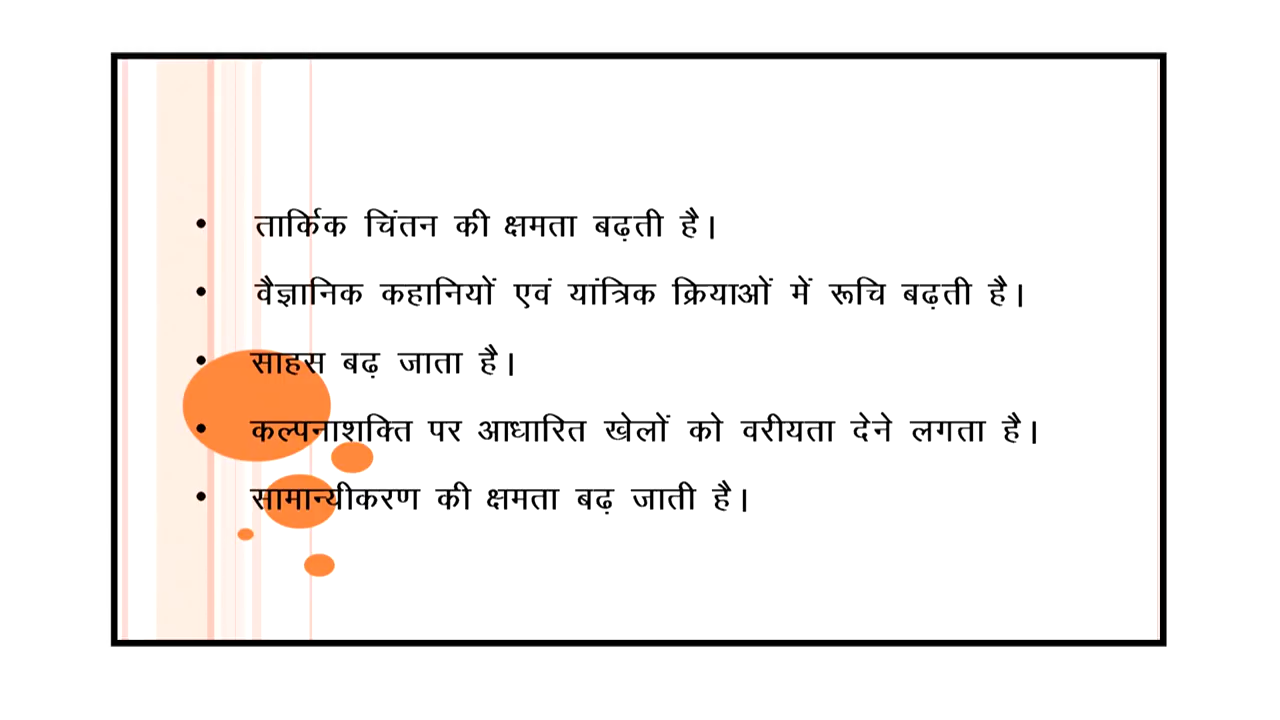 • तार्किक चिंतन की क्षमता बढ़ती है।
• वैज्ञानिक कहानियों एवं यांत्रिक क्रियाओं में रूचि बढ़ती है।
• साहस बढ़ जाता है।
• कल्पनाशक्ति पर आधारित खेलों को वरीयता देने लगता है।
• सामान्यीकरण की क्षमता बढ़ जाती है।